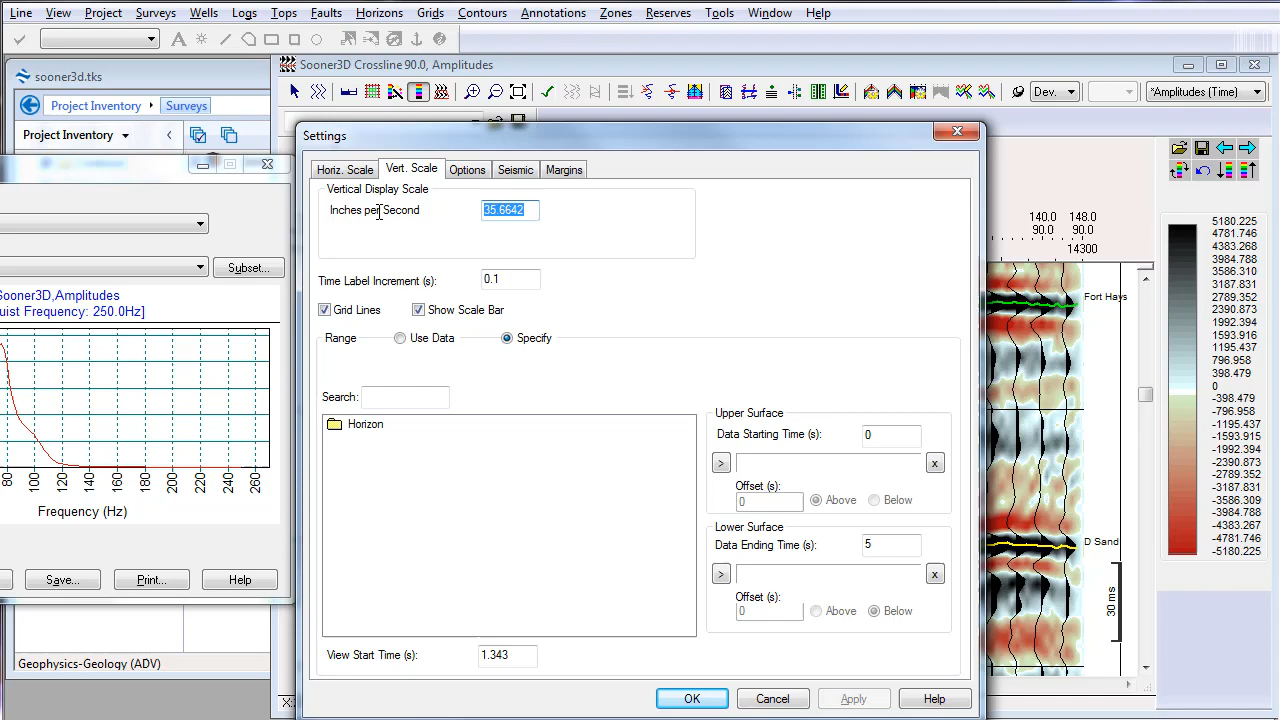 Line Project Surveys Wells Logs Tops Faults Horizons Grids Contours Annotations Zones Reserves Tools Window Help
sooner3d.tks
Sooner3D Crossline 90.0, Amplitudes
Project Inventory Surveys
Dev...
*Amplitudes (Time)
Project Inventory
Settings
Horiz. Scale Vert. Scale Options Seismic Margins
Vertical Display Scale
Inches per Second 35.6642
Time Label Increment (s): 0.1
Grid Lines Show Scale Bar
Range Use Data Specify
Search:
Horizon
Upper Surface
Data Starting Time (s): 0
> x
Offset (s): 0 Above Below
Lower Surface
Data Ending Time (s): 5
> x
Offset (s): 0 Above Below
View Start Time (s): 1.343
OK Cancel Apply Help
Subset...
Sooner3D,Amplitudes
uist Frequency: 250.0Hz]
80 100 120 140 160 180 200 220 240 260
Frequency (Hz)
Save... Print... Help
Geophysics-Geology (ADV)
X:
140.0 148.0
90.0 90.0
14300
Fort Hays
D Sand
30 ms
5180.225
4781.746
4383.268
3586.310
3187.831
2789.352
2390.873
1992.394
1593.916
1195.437
796.958
398.479
0
-398.479
-796.958
-1195.437
-1593.915
-1992.394
-2390.873
-2789.352
-3187.831
-3586.309
-3984.788
-4383.267
-4781.746
-5180.225